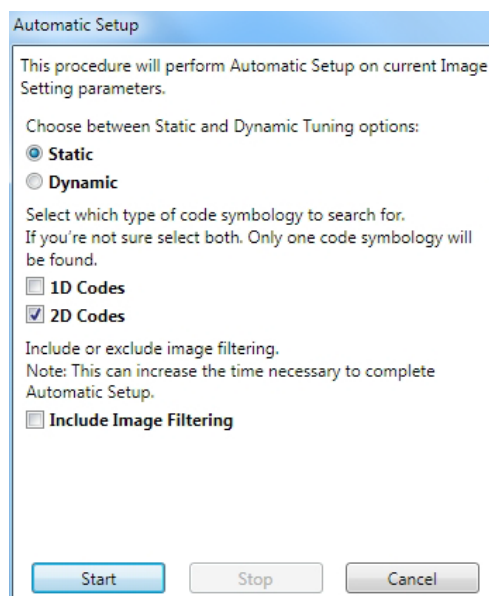 Automatic Setup
This procedure will perform Automatic Setup on current Image
Setting parameters.
Choose between Static and Dynamic Tuning options:
Static
Dynamic
Select which type of code symbology to search for.
If you're not sure select both. Only one code symbology will
be found.
1D Codes
2D Codes
Include or exclude image filtering.
Note: This can increase the time necessary to complete
Automatic Setup.
Include Image Filtering
Start Stop Cancel